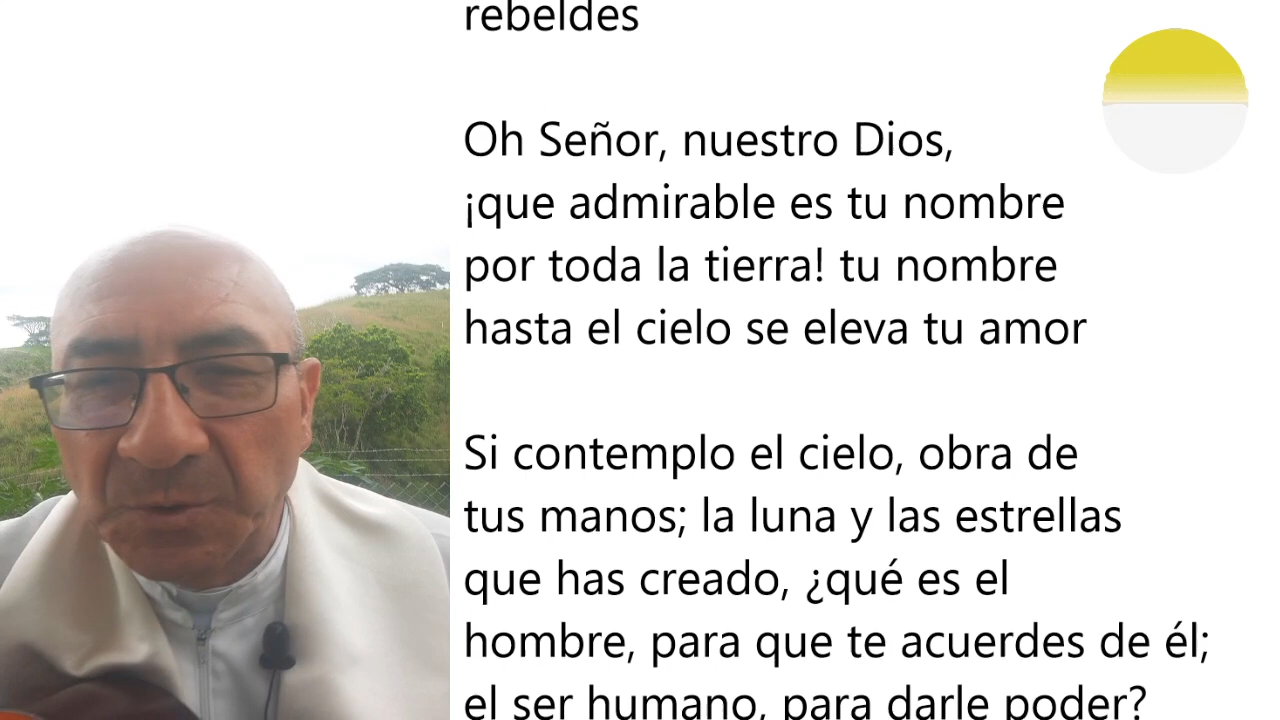 rebeldes
Oh Señor, nuestro Dios,
¡que admirable es tu nombre
por toda la tierra! tu nombre
hasta el cielo se eleva tu amor
Si contemplo el cielo, obra de
tus manos; la luna y las estrellas
que has creado, ¿qué es el
hombre, para que te acuerdes de él;
el ser humano, para darle poder?